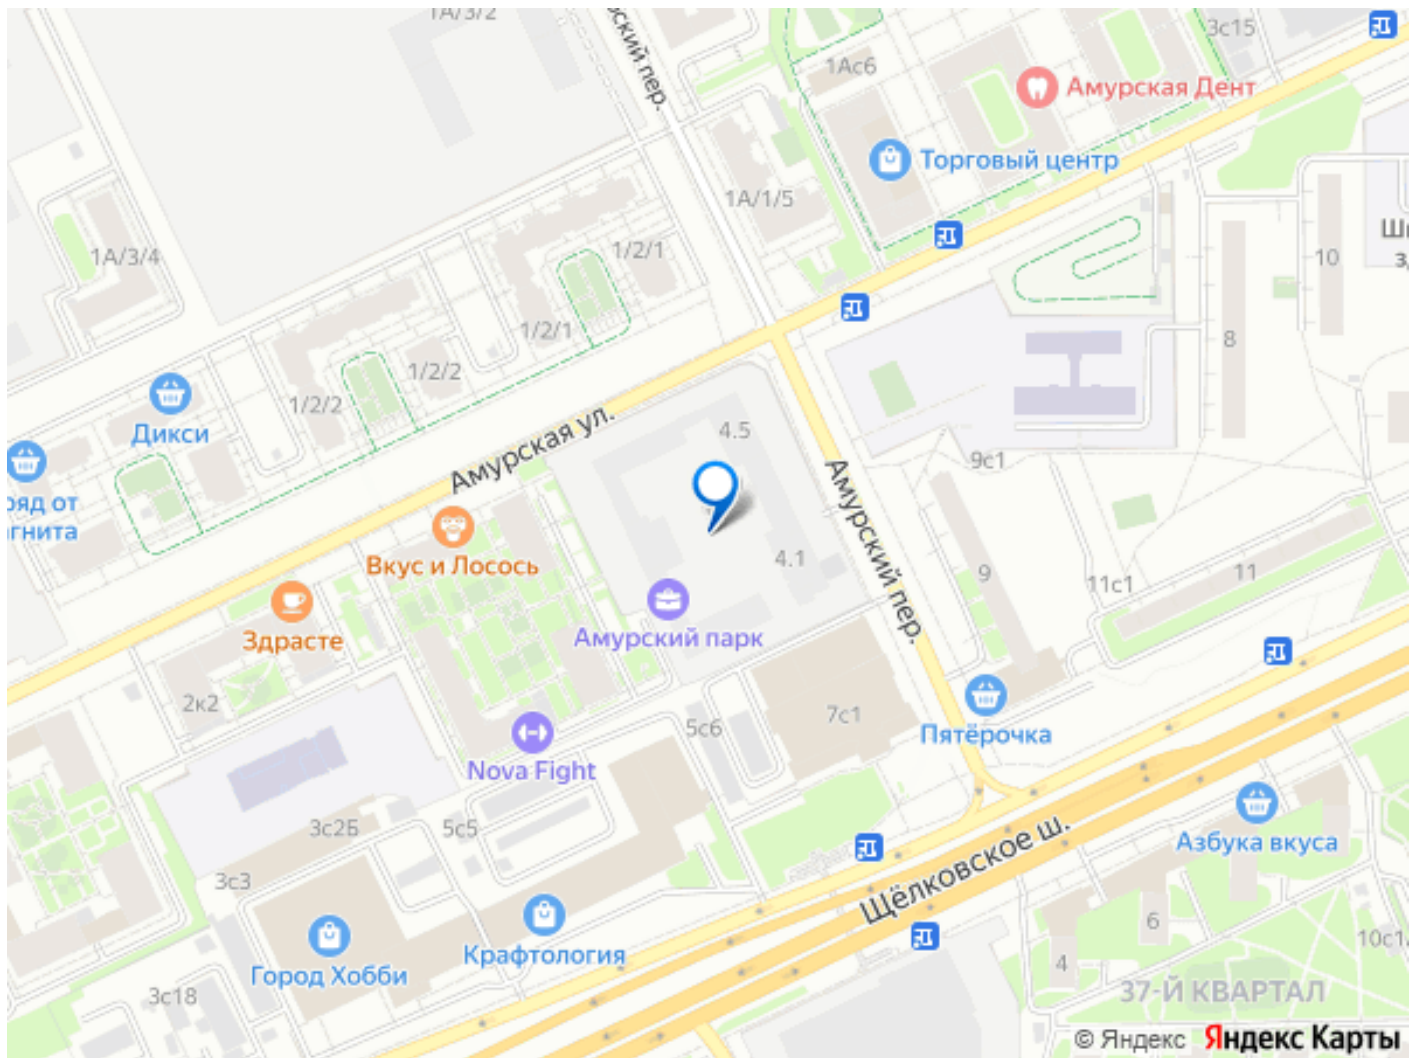 1А/3/2
3с15
1Ас6
Амурская Дент
Торговый центр
1А/1/5
1А/3/4
1/2/1
10
1/2/1
8
1/2/2
1/2/2
Дикси
4.5
Амурская ул.
9с1
Амурский пер.
Вкус и Лосось
4.1
9
11
11с1
Здрасте
Амурский парк
2к2
7с1
5с6
Пятёрочка
Nova Fight
3с2Б
5с5
Щёлковское ш.
Азбука вкуса
3с3
6
Город Хобби
Крафтология
4
3с18
37-Й КВАРТАЛ
© Яндекс Яндекс Карты